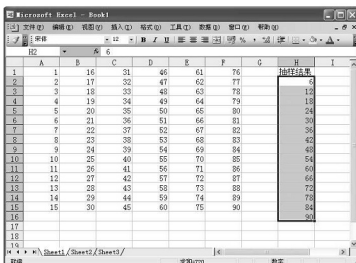 Microsoft Excel - Book1
文件(F) 编辑(E) 视图(V) 插入(I) 格式(O) 工具(T) 数据(D) 窗口(W) 帮助(H)
宋体 12 B I U
H2 6
A B C D E F G H I
1 1 16 31 46 61 76 抽样结果
2 2 17 32 47 62 77 6
3 3 18 33 48 63 78 12
4 4 19 34 49 64 79 18
5 5 20 35 50 65 80 24
6 6 21 36 51 66 81 30
7 7 22 37 52 67 82 36
8 8 23 38 53 68 83 42
9 9 24 39 54 69 84 48
10 10 25 40 55 70 85 54
11 11 26 41 56 71 86 60
12 12 27 42 57 72 87 66
13 13 28 43 58 73 88 72
14 14 29 44 59 74 89 78
15 15 30 45 60 75 90 84
16 90
17
18
19
Sheet1 / Sheet2 / Sheet3 /
就绪 求和=720 数字